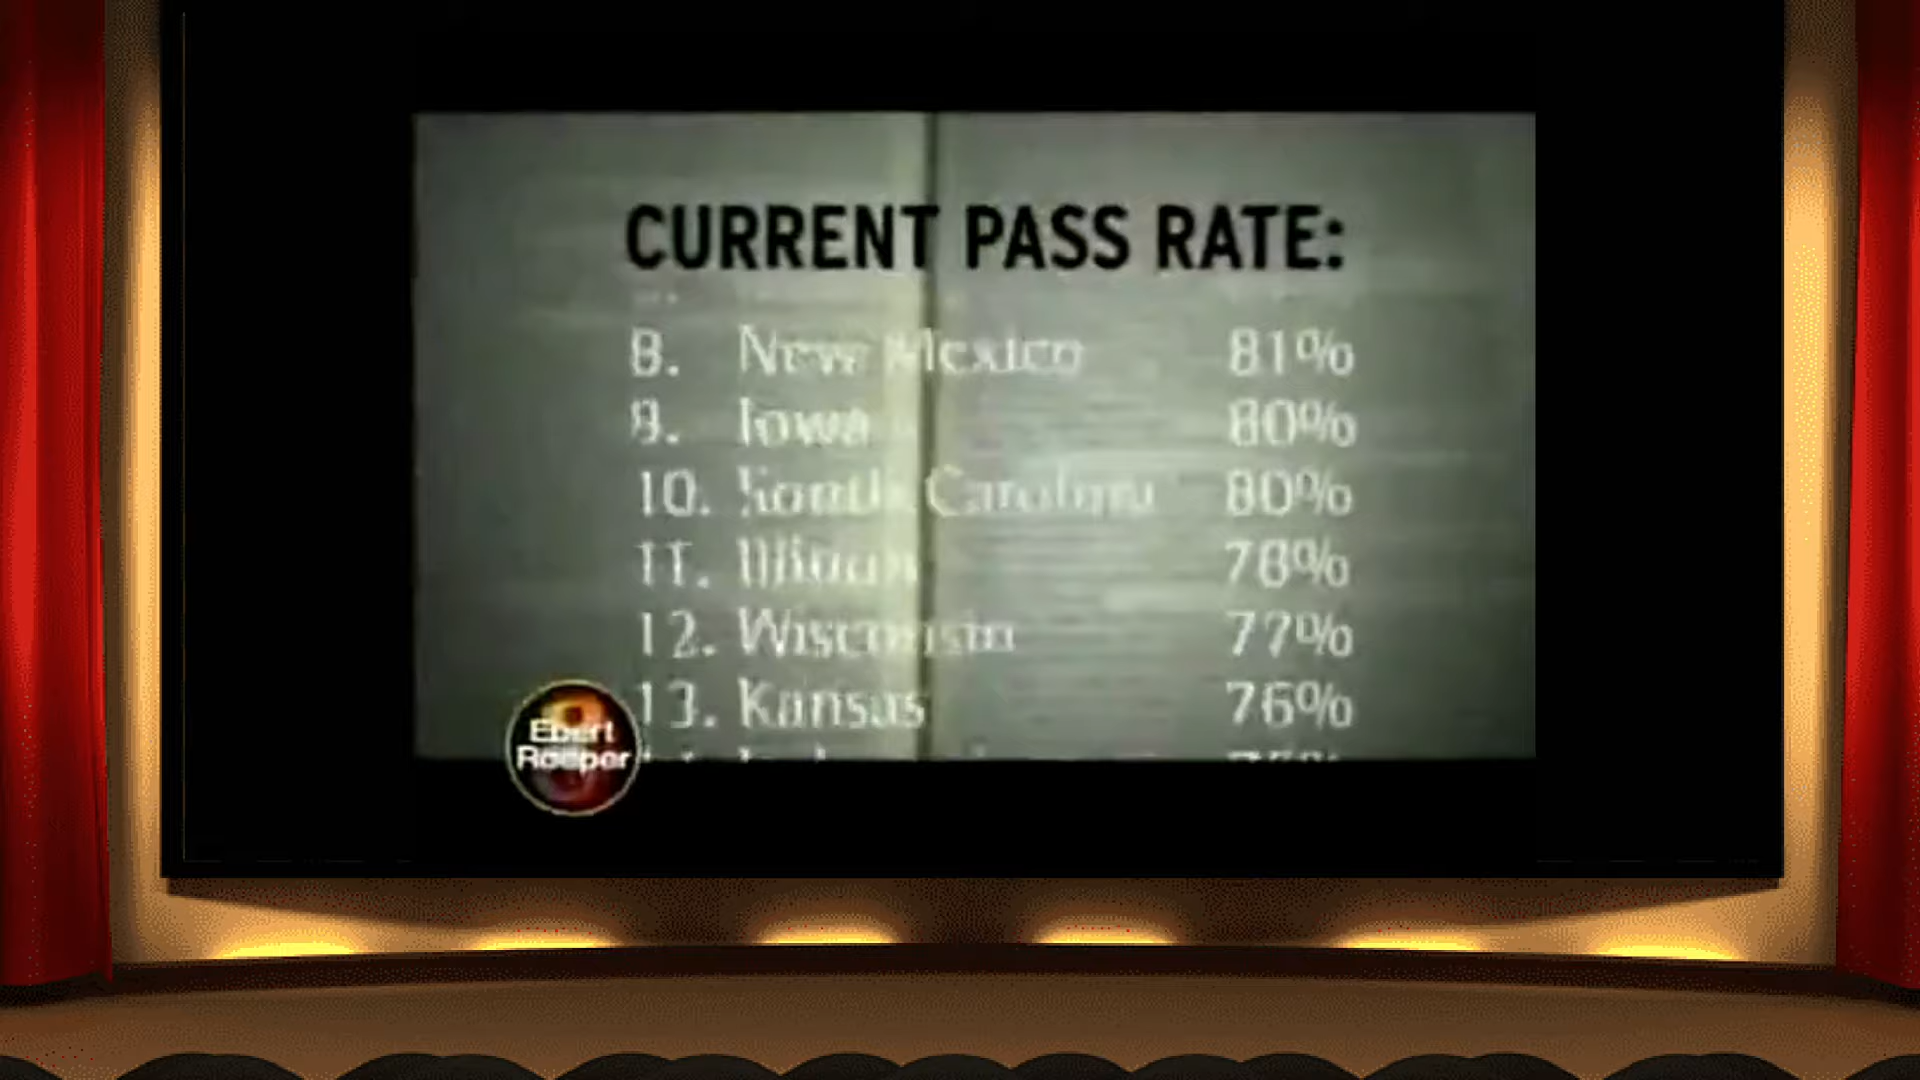 CURRENT PASS RATE:
8. New Mexico 81%
9. Iowa 80%
10. South Carolina 80%
11. Illinois 78%
12. Wisconsin 77%
13. Kansas 76%
Ebert
Roeper